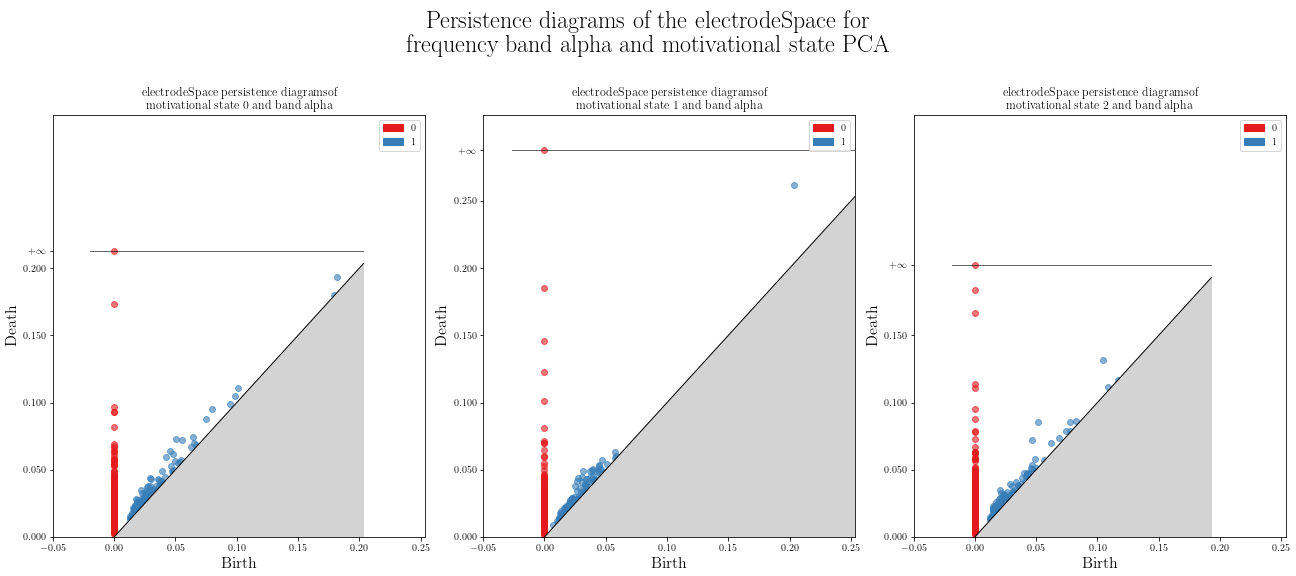 Persistence diagrams of the electrodeSpace for
frequency band alpha and motivational state PCA
electrodeSpace persistence diagramsof
motivational state 0 and band alpha
0
1
+∞
0.200
0.150
0.100
0.050
0.000
Death
−0.05 0.00 0.05 0.10 0.15 0.20 0.25
Birth
electrodeSpace persistence diagramsof
motivational state 1 and band alpha
0
1
+∞
0.250
0.200
0.150
0.100
0.050
0.000
Death
−0.05 0.00 0.05 0.10 0.15 0.20 0.25
Birth
electrodeSpace persistence diagramsof
motivational state 2 and band alpha
0
1
+∞
0.200
0.150
0.100
0.050
0.000
Death
−0.05 0.00 0.05 0.10 0.15 0.20 0.25
Birth